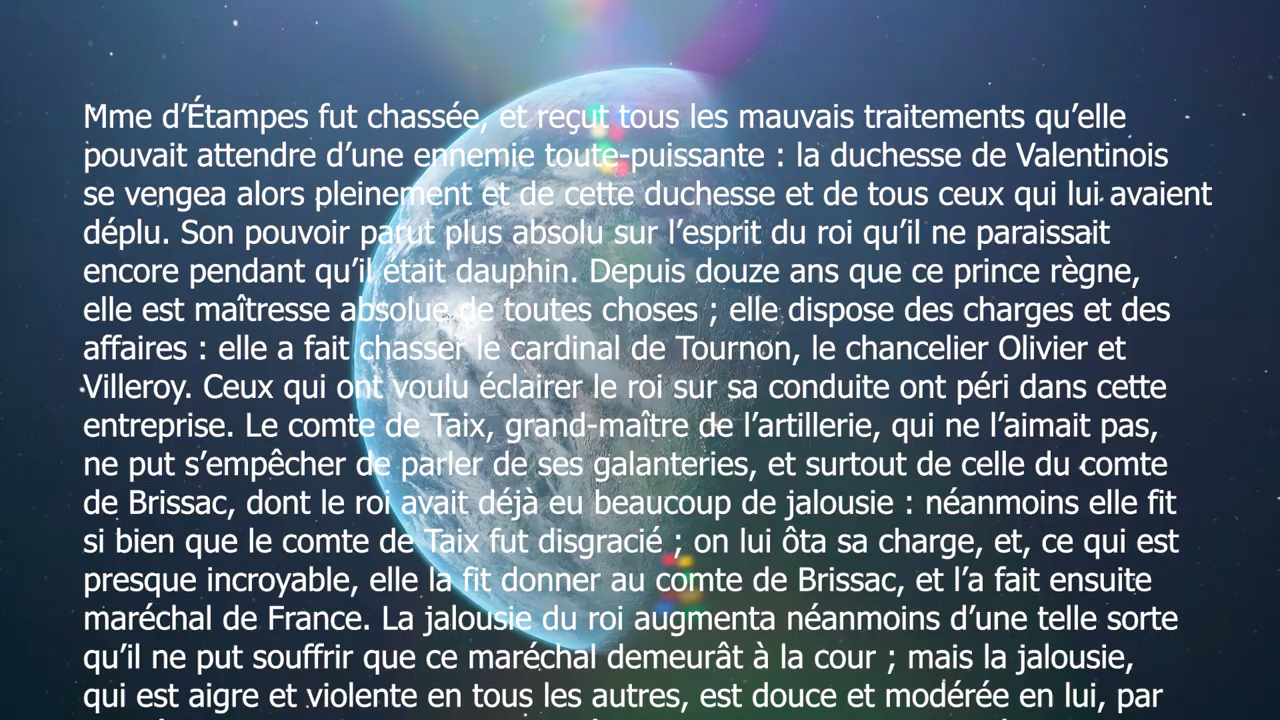 Mme d’Étampes fut chassée, et reçut tous les mauvais traitements qu’elle
pouvait attendre d’une ennemie toute-puissante : la duchesse de Valentinois
se vengea alors pleinement et de cette duchesse et de tous ceux qui lui avaient
déplu. Son pouvoir parut plus absolu sur l’esprit du roi qu’il ne paraissait
encore pendant qu’il était dauphin. Depuis douze ans que ce prince règne,
elle est maîtresse absolue de toutes choses ; elle dispose des charges et des
affaires : elle a fait chasser le cardinal de Tournon, le chancelier Olivier et
Villeroy. Ceux qui ont voulu éclairer le roi sur sa conduite ont péri dans cette
entreprise. Le comte de Taix, grand-maître de l’artillerie, qui ne l’aimait pas,
ne put s’empêcher de parler de ses galanteries, et surtout de celle du comte
de Brissac, dont le roi avait déjà eu beaucoup de jalousie : néanmoins elle fit
si bien que le comte de Taix fut disgracié ; on lui ôta sa charge, et, ce qui est
presque incroyable, elle la fit donner au comte de Brissac, et l’a fait ensuite
maréchal de France. La jalousie du roi augmenta néanmoins d’une telle sorte
qu’il ne put souffrir que ce maréchal demeurât à la cour ; mais la jalousie,
qui est aigre et violente en tous les autres, est douce et modérée en lui, par